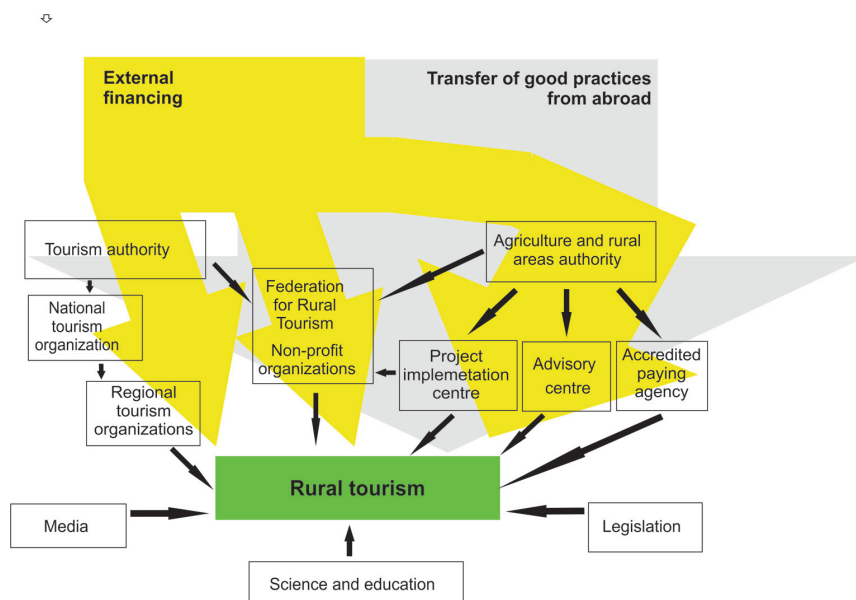 External
financing
Transfer of good practices
from abroad
Tourism authority
Agriculture and rural
areas authority
Federation
for Rural
Tourism
Non-profit
organizations
National
tourism
organization
Project
implemetation
centre
Advisory
centre
Accredited
paying
agency
Regional
tourism
organizations
Rural tourism
Media
Legislation
Science and education